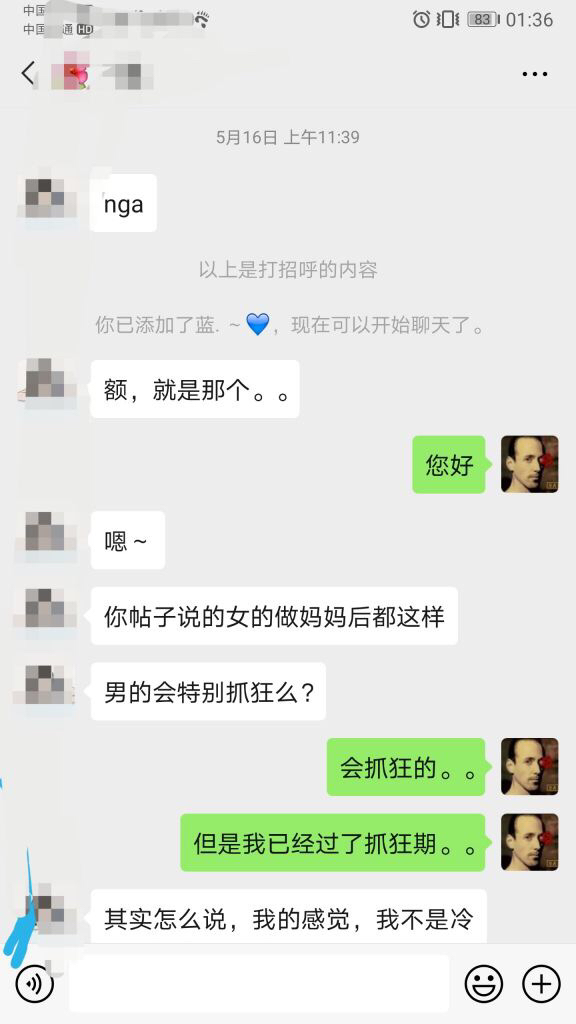 中国
83 01:36
中国 通 HD
5月16日 上午11:39
nga
以上是打招呼的内容
你已添加了蓝. ~💙，现在可以开始聊天了。
额，就是那个。。
您好
嗯~
你帖子说的女的做妈妈后都这样
男的会特别抓狂么?
会抓狂的。。
但是我已经过了抓狂期。。
其实怎么说，我的感觉，我不是冷